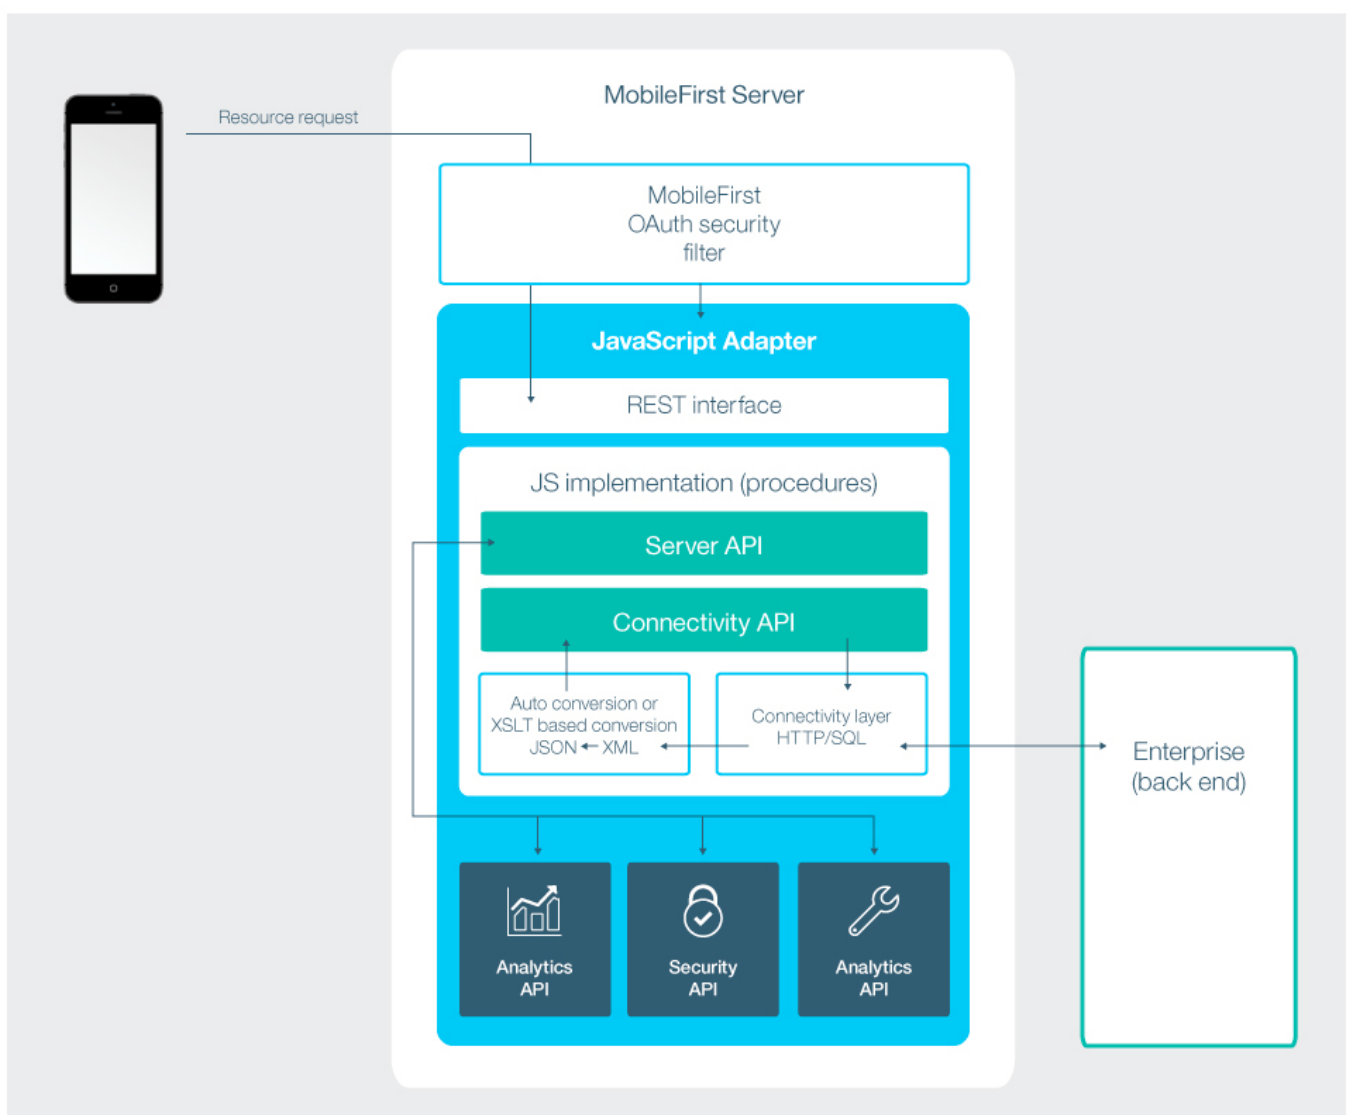 MobileFirst Server
Resource request
MobileFirst
OAuth security
filter
JavaScript Adapter
REST interface
JS implementation (procedures)
Server API
Connectivity API
Auto conversion or
XSLT based conversion
JSON ← XML
Connectivity layer
HTTP/SQL
Enterprise
(back end)
Analytics
API
Security
API
Analytics
API